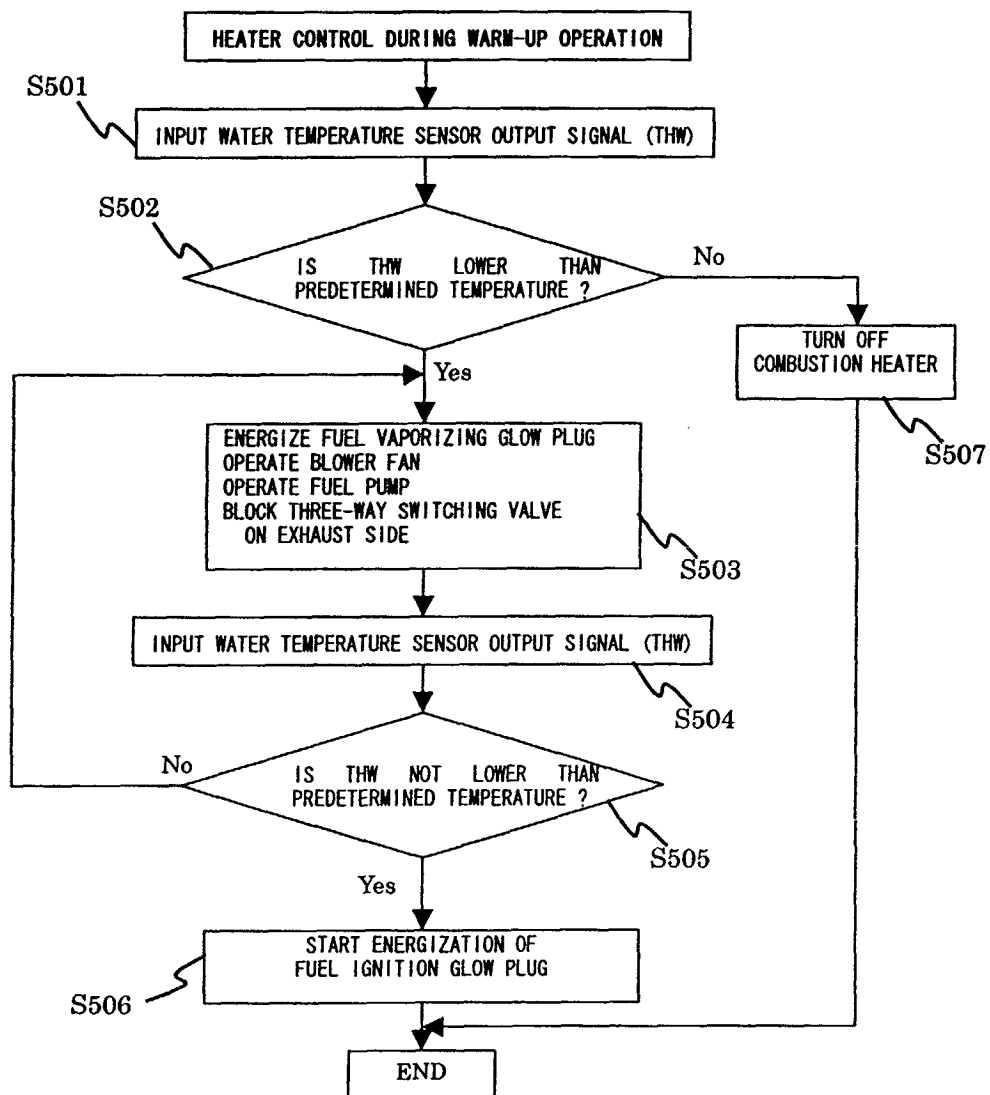 HEATER CONTROL DURING WARM-UP OPERATION
S501
INPUT WATER TEMPERATURE SENSOR OUTPUT SIGNAL (THW)
S502
IS THW LOWER THAN
PREDETERMINED TEMPERATURE ?
No
TURN OFF
COMBUSTION HEATER
S507
Yes
ENERGIZE FUEL VAPORIZING GLOW PLUG
OPERATE BLOWER FAN
OPERATE FUEL PUMP
BLOCK THREE-WAY SWITCHING VALVE
ON EXHAUST SIDE
S503
INPUT WATER TEMPERATURE SENSOR OUTPUT SIGNAL (THW)
S504
No
IS THW NOT LOWER THAN
PREDETERMINED TEMPERATURE ?
S505
Yes
START ENERGIZATION OF
FUEL IGNITION GLOW PLUG
S506
END